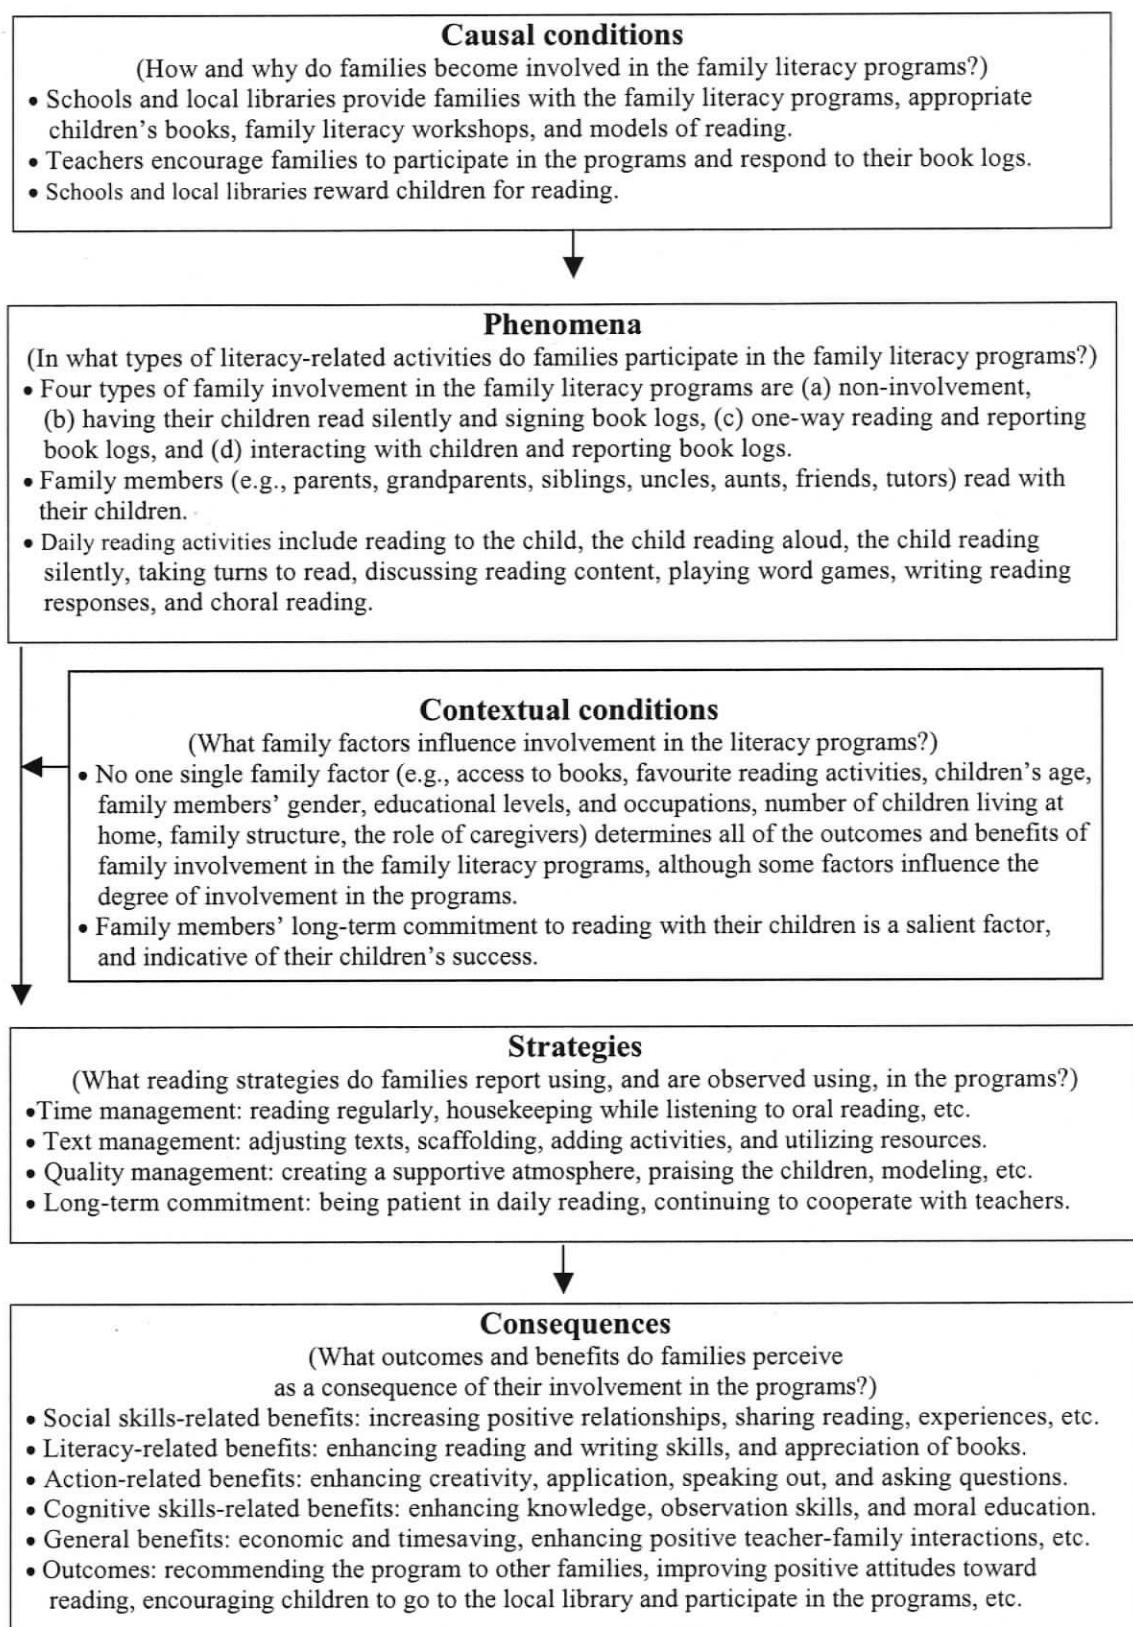 Causal conditions
(How and why do families become involved in the family literacy programs?)
• Schools and local libraries provide families with the family literacy programs, appropriate
children's books, family literacy workshops, and models of reading.
• Teachers encourage families to participate in the programs and respond to their book logs.
• Schools and local libraries reward children for reading.
Phenomena
(In what types of literacy-related activities do families participate in the family literacy programs?)
• Four types of family involvement in the family literacy programs are (a) non-involvement,
(b) having their children read silently and signing book logs, (c) one-way reading and reporting
book logs, and (d) interacting with children and reporting book logs.
• Family members (e.g., parents, grandparents, siblings, uncles, aunts, friends, tutors) read with
their children.
• Daily reading activities include reading to the child, the child reading aloud, the child reading
silently, taking turns to read, discussing reading content, playing word games, writing reading
responses, and choral reading.
Contextual conditions
(What family factors influence involvement in the literacy programs?)
• No one single family factor (e.g., access to books, favourite reading activities, children's age,
family members' gender, educational levels, and occupations, number of children living at
home, family structure, the role of caregivers) determines all of the outcomes and benefits of
family involvement in the family literacy programs, although some factors influence the
degree of involvement in the programs.
• Family members' long-term commitment to reading with their children is a salient factor,
and indicative of their children's success.
Strategies
(What reading strategies do families report using, and are observed using, in the programs?)
•Time management: reading regularly, housekeeping while listening to oral reading, etc.
• Text management: adjusting texts, scaffolding, adding activities, and utilizing resources.
• Quality management: creating a supportive atmosphere, praising the children, modeling, etc.
• Long-term commitment: being patient in daily reading, continuing to cooperate with teachers.
Consequences
(What outcomes and benefits do families perceive
as a consequence of their involvement in the programs?)
• Social skills-related benefits: increasing positive relationships, sharing reading, experiences, etc.
• Literacy-related benefits: enhancing reading and writing skills, and appreciation of books.
• Action-related benefits: enhancing creativity, application, speaking out, and asking questions.
• Cognitive skills-related benefits: enhancing knowledge, observation skills, and moral education.
• General benefits: economic and timesaving, enhancing positive teacher-family interactions, etc.
• Outcomes: recommending the program to other families, improving positive attitudes toward
reading, encouraging children to go to the local library and participate in the programs, etc.